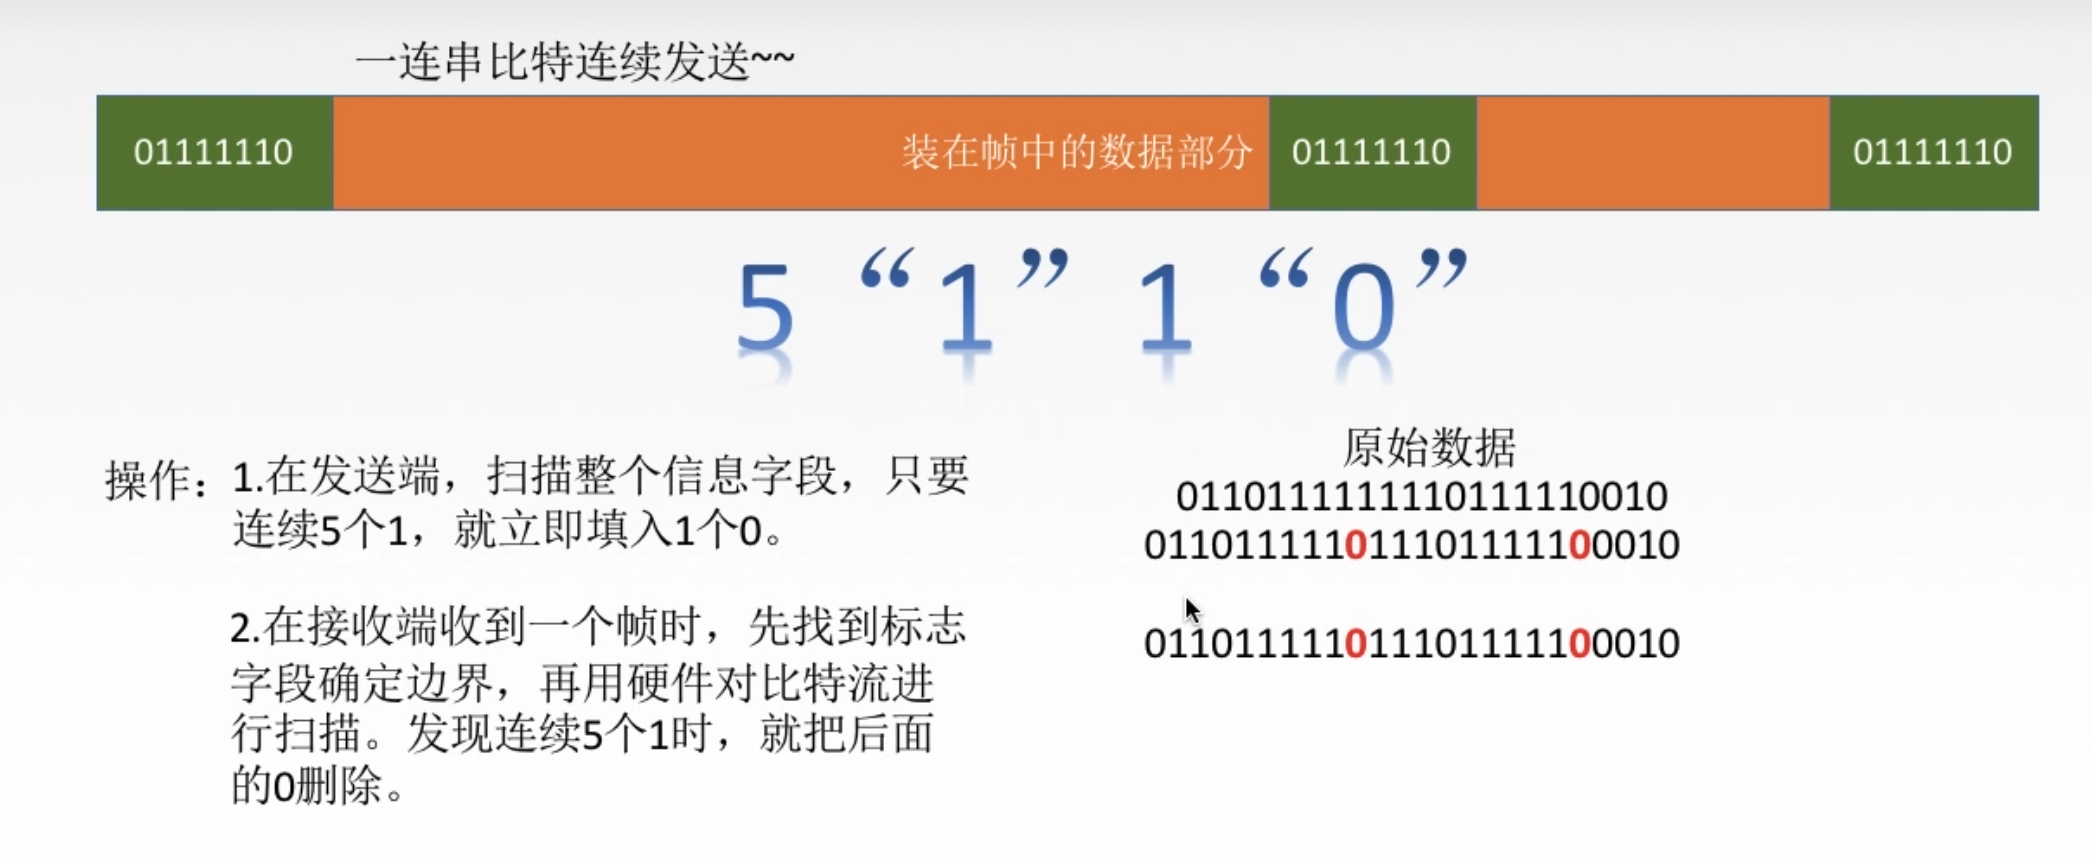 一连串比特连续发送~~
01111110 装在帧中的数据部分 01111110 01111110
5 “1” 1 “0”
操作：1.在发送端，扫描整个信息字段，只要
连续5个1，就立即填入1个0。
2.在接收端收到一个帧时，先找到标志
字段确定边界，再用硬件对比特流进
行扫描。发现连续5个1时，就把后面
的0删除。
原始数据
0110111111110111110010
011011111011101111100010
011011111011101111100010